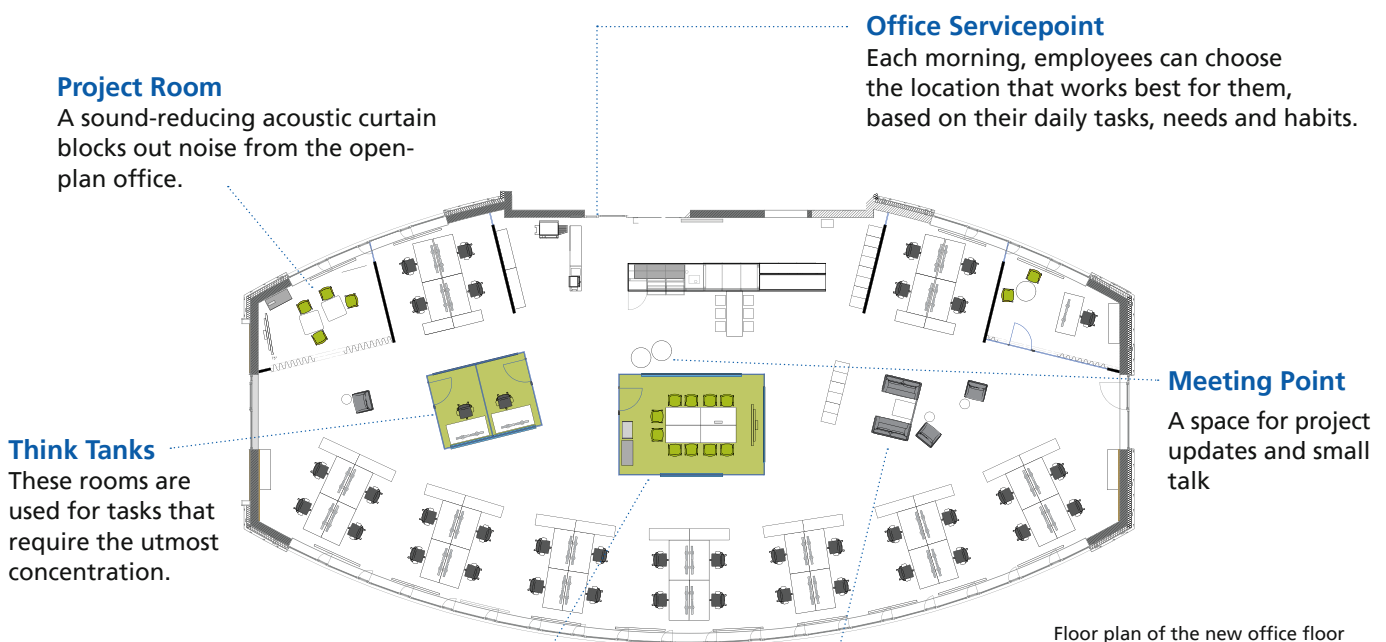 Office Servicepoint
Each morning, employees can choose
the location that works best for them,
based on their daily tasks, needs and habits.
Project Room
A sound-reducing acoustic curtain
blocks out noise from the open-
plan office.
Meeting Point
A space for project
updates and small
talk
Think Tanks
These rooms are
used for tasks that
require the utmost
concentration.
Floor plan of the new office floor